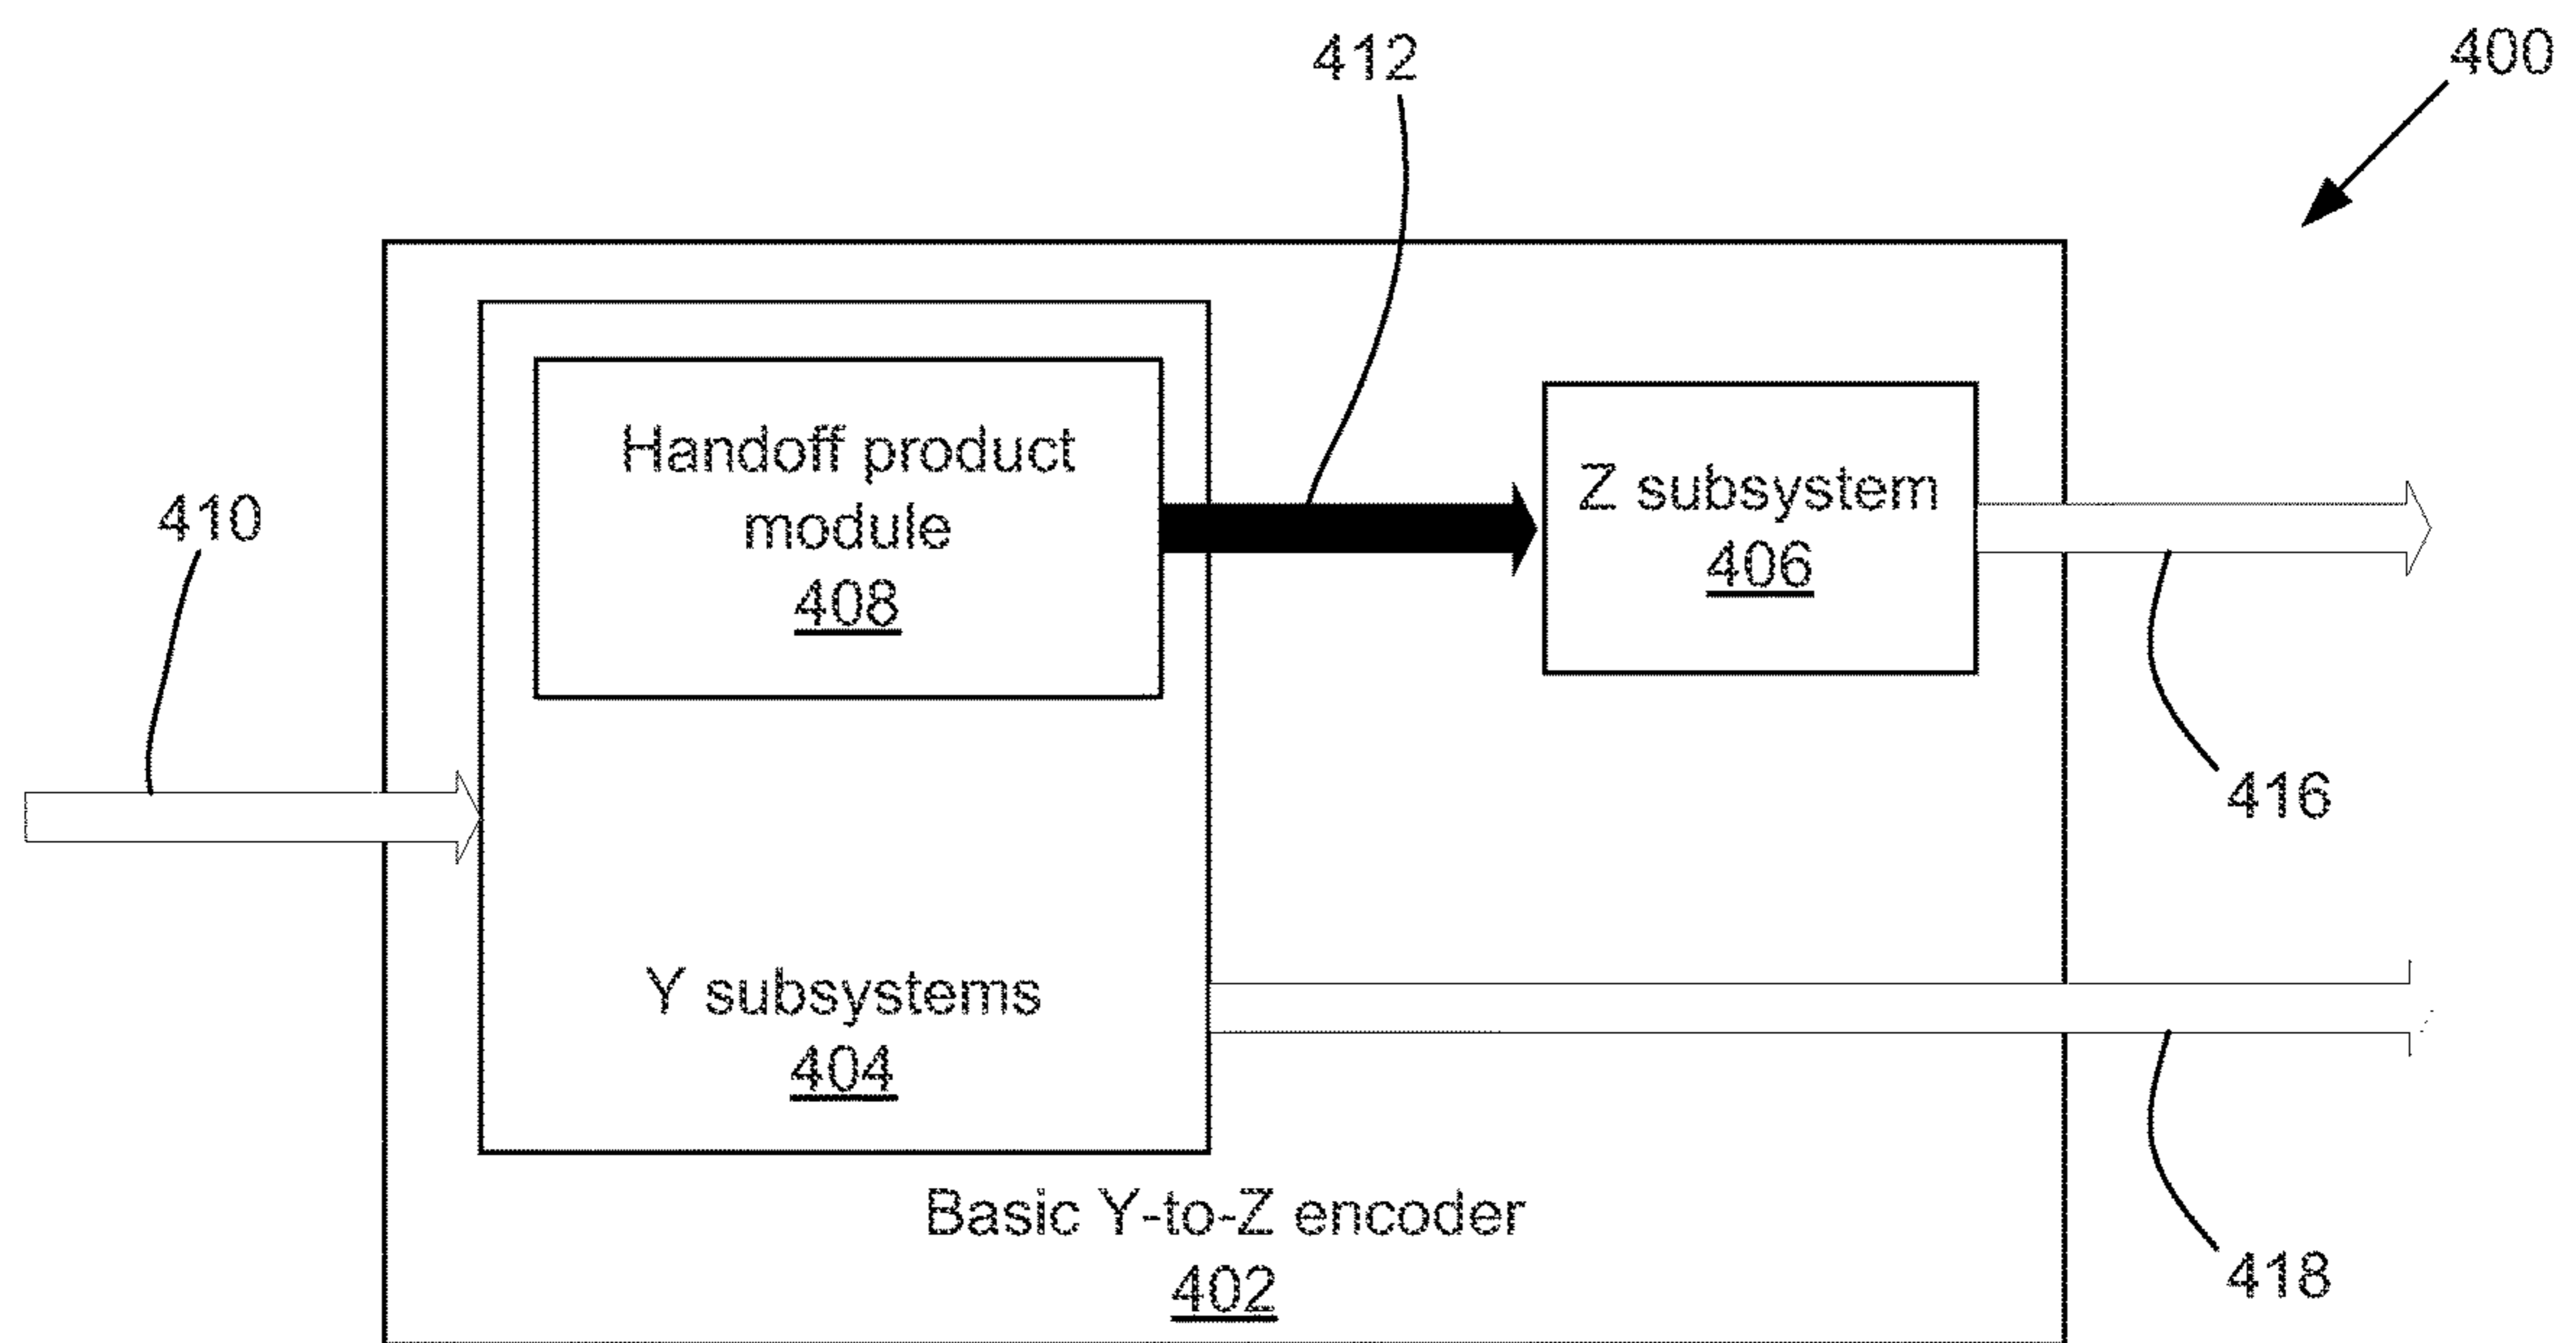 412
400
Handoff product
module
408
Z subsystem
406
410
416
Y subsystems
404
Basic Y-to-Z encoder
402
418